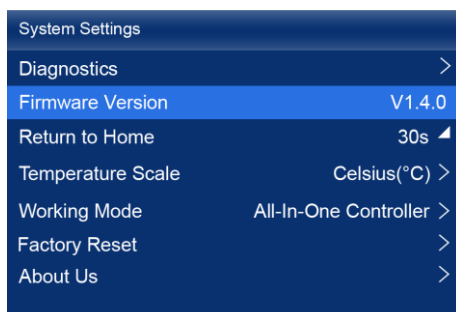 System Settings
Diagnostics >
Firmware Version V1.4.0
Return to Home 30s
Temperature Scale Celsius(°C) >
Working Mode All-In-One Controller >
Factory Reset >
About Us >